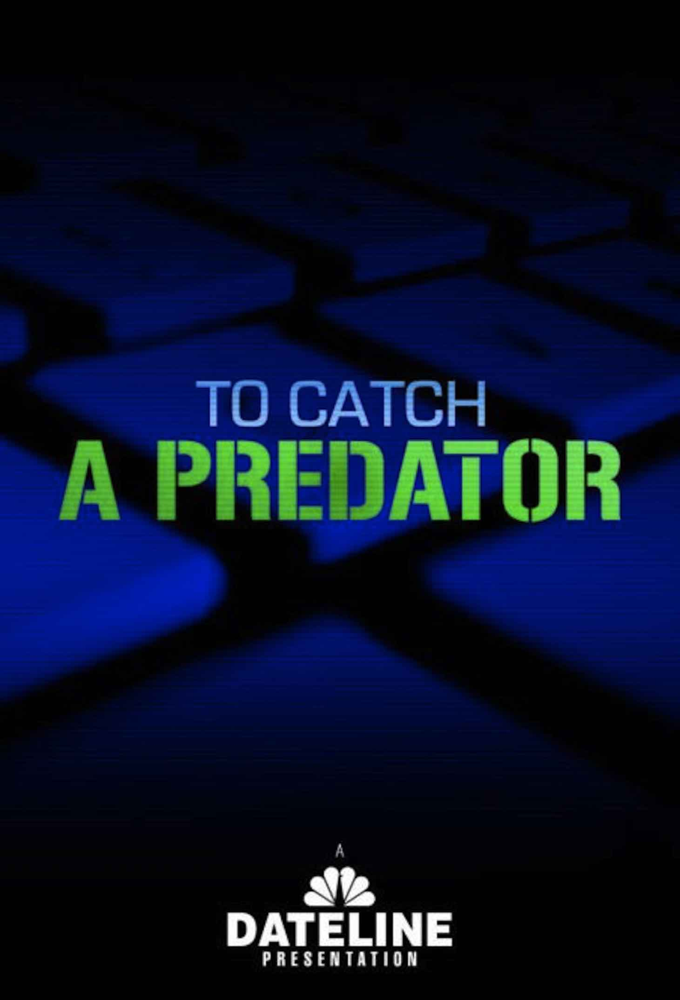 TO CATCH
A PREDATOR
A
DATELINE
PRESENTATION